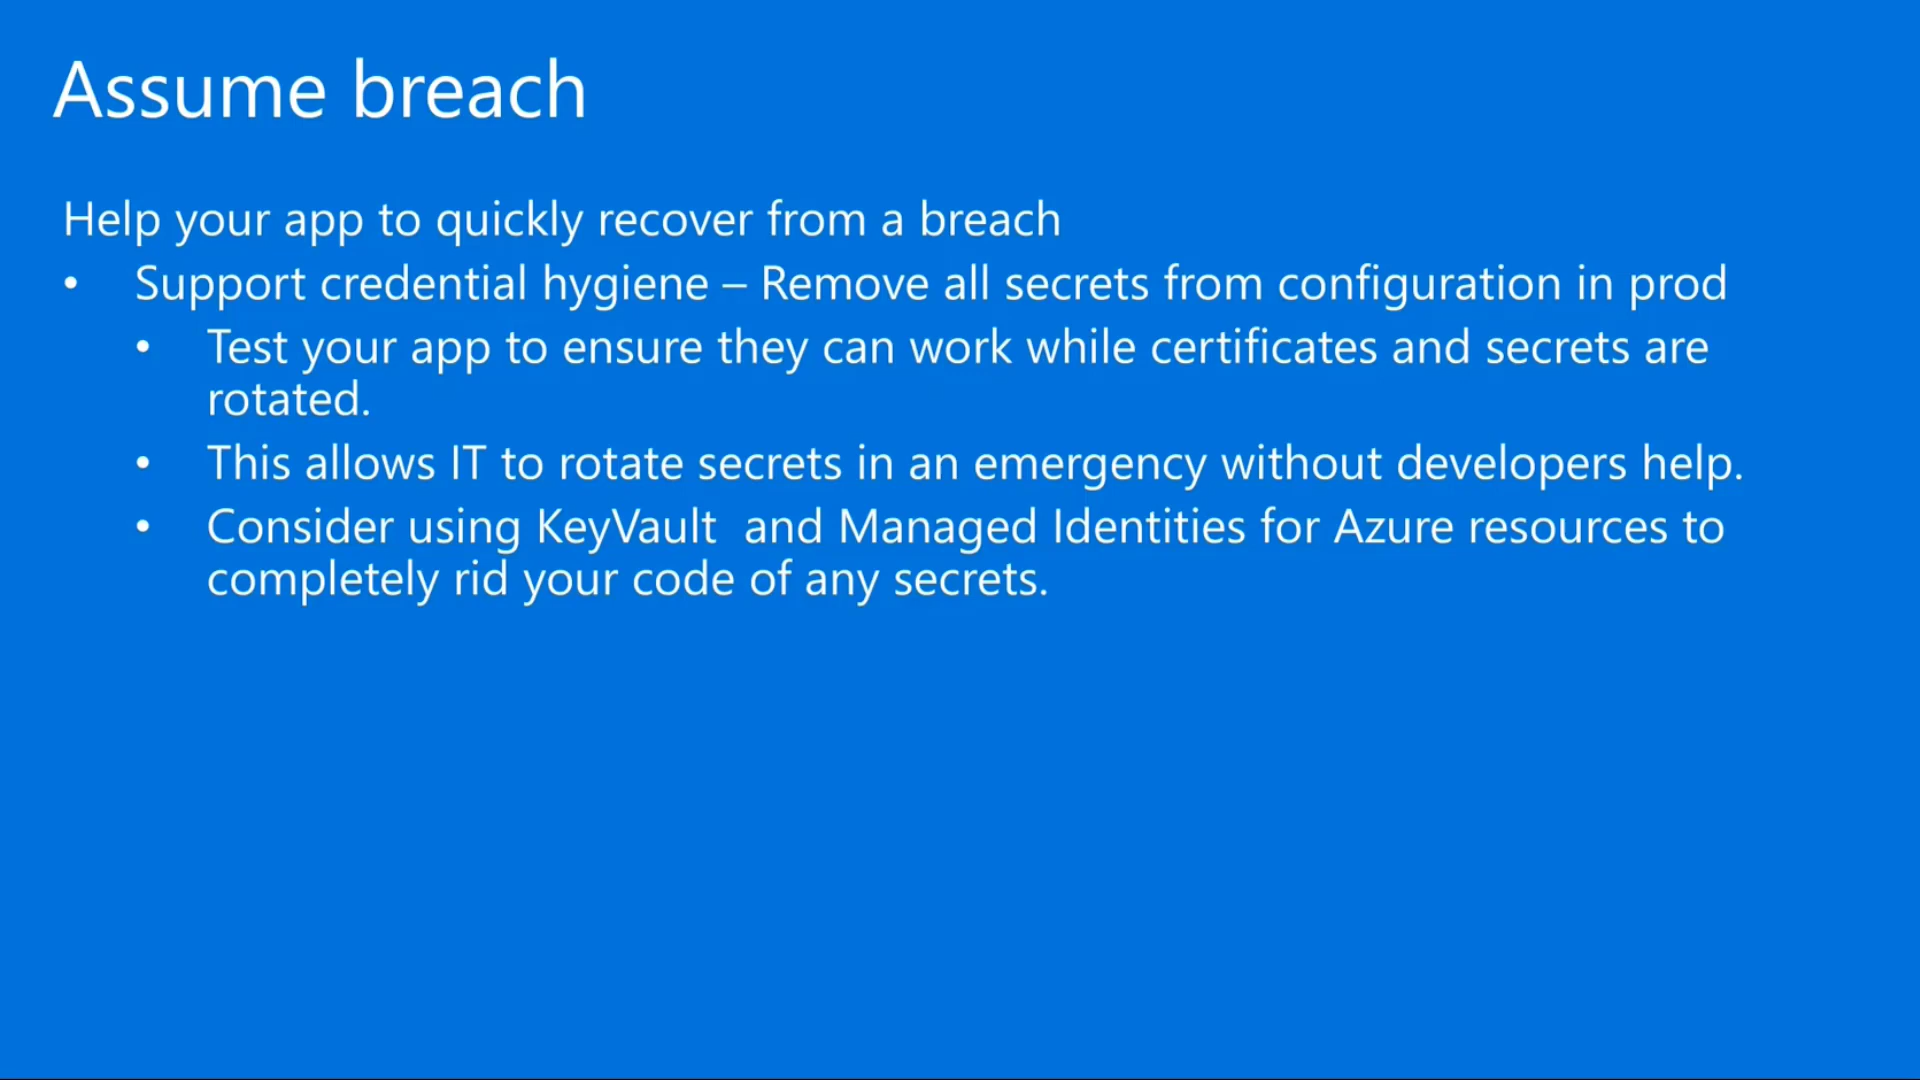 Assume breach
Help your app to quickly recover from a breach
• Support credential hygiene – Remove all secrets from configuration in prod
• Test your app to ensure they can work while certificates and secrets are
rotated.
• This allows IT to rotate secrets in an emergency without developers help.
• Consider using KeyVault  and Managed Identities for Azure resources to
completely rid your code of any secrets.